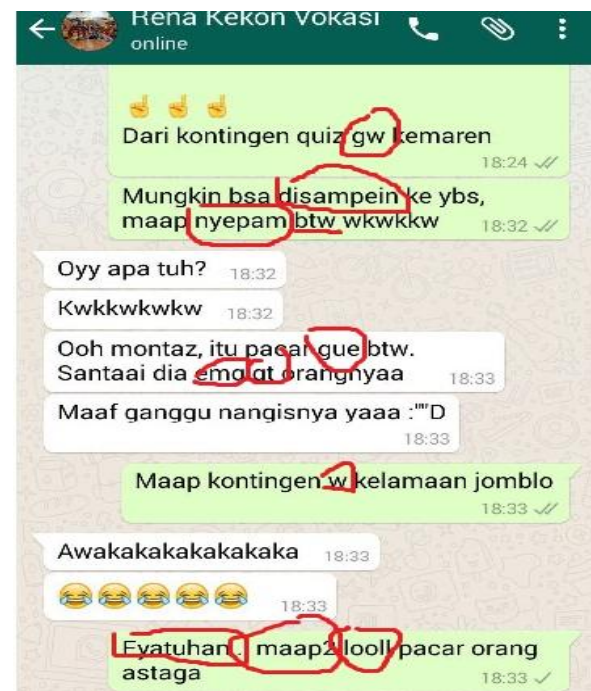 Rena Kekon Vokasi
online
☝️ ☝️ ☝️
Dari kontingen quiz gw kemaren
18:24
Mungkin bsa disampein ke ybs,
maap nyepam btw wkwkkw 18:32
Oyy apa tuh? 18:32
Kwkkwkwkw 18:32
Ooh montaz, itu pacar gue btw.
Santaai dia emg gt orangnyaa 18:33
Maaf ganggu nangisnya yaaa :""D
18:33
Maap kontingen w kelamaan jomblo
18:33
Awakakakakakakaka 18:33
😂😂😂😂😂 18:33
Eyatuhan . maap2 looll pacar orang
astaga 18:33